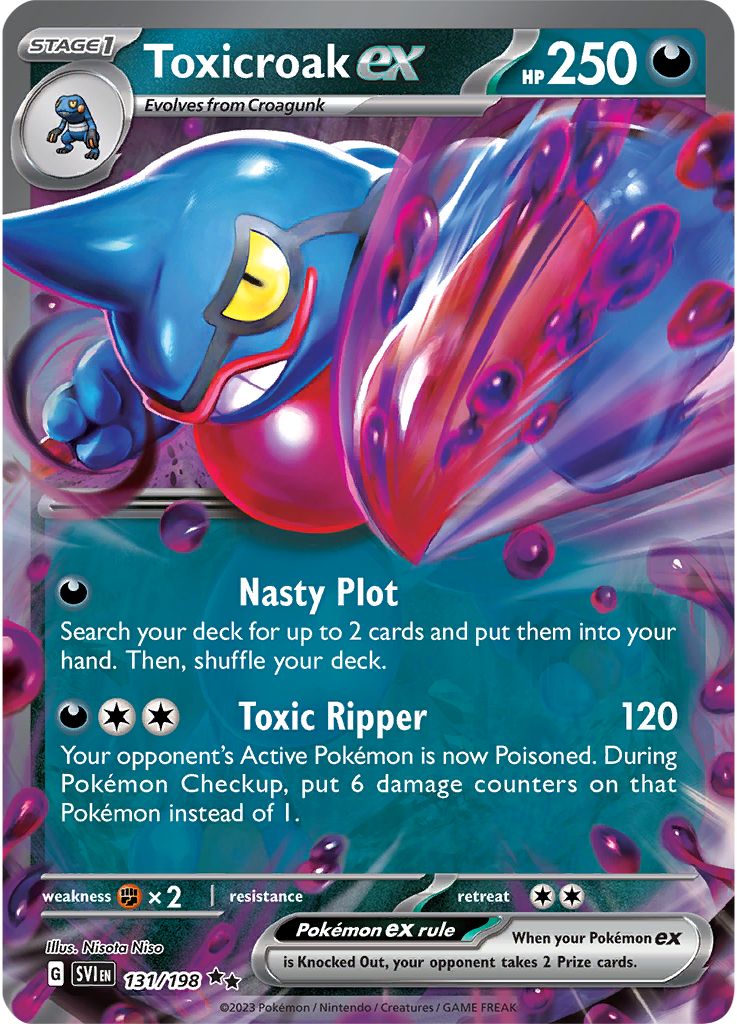 STAGE1
Toxicroak ex
HP 250
Evolves from Croagunk
Nasty Plot
Search your deck for up to 2 cards and put them into your
hand. Then, shuffle your deck.
Toxic Ripper 120
Your opponent's Active Pokémon is now Poisoned. During
Pokémon Checkup, put 6 damage counters on that
Pokémon instead of 1.
weakness ×2 resistance retreat
Illus. Nisota Niso
Pokémon ex rule When your Pokémon ex
is Knocked Out, your opponent takes 2 Prize cards.
G SVI EN 131/198
©2023 Pokémon / Nintendo / Creatures / GAME FREAK